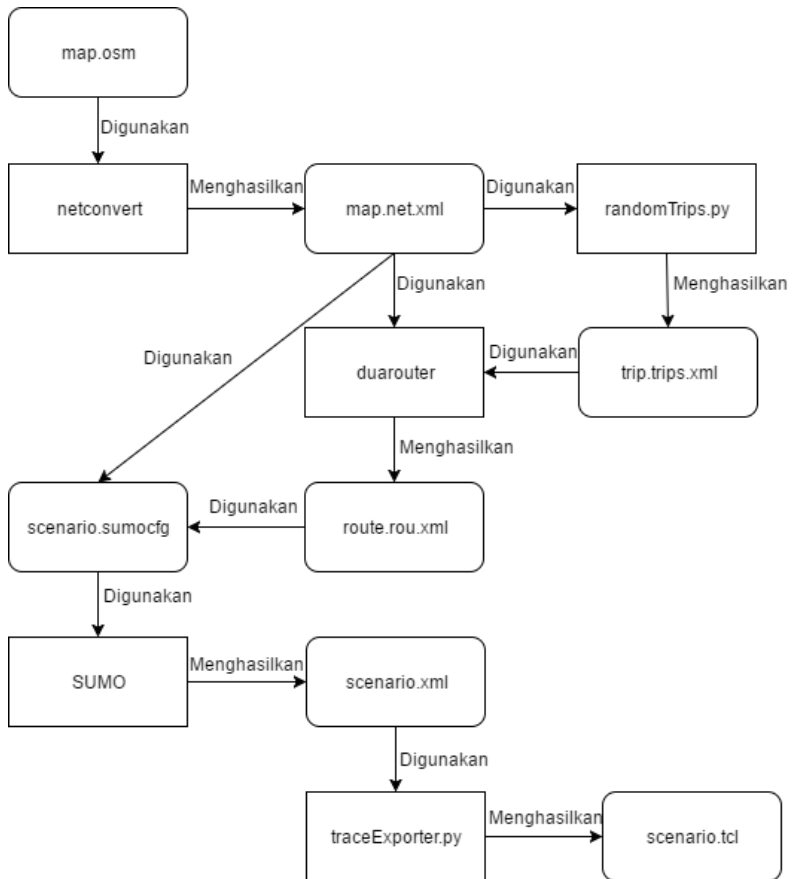 map.osm
Digunakan
netconvert
Menghasilkan
map.net.xml
Digunakan
randomTrips.py
Digunakan
Menghasilkan
Digunakan
duarouter
Digunakan
trip.trips.xml
Menghasilkan
scenario.sumocfg
Digunakan
route.rou.xml
Digunakan
SUMO
Menghasilkan
scenario.xml
Digunakan
traceExporter.py
Menghasilkan
scenario.tcl